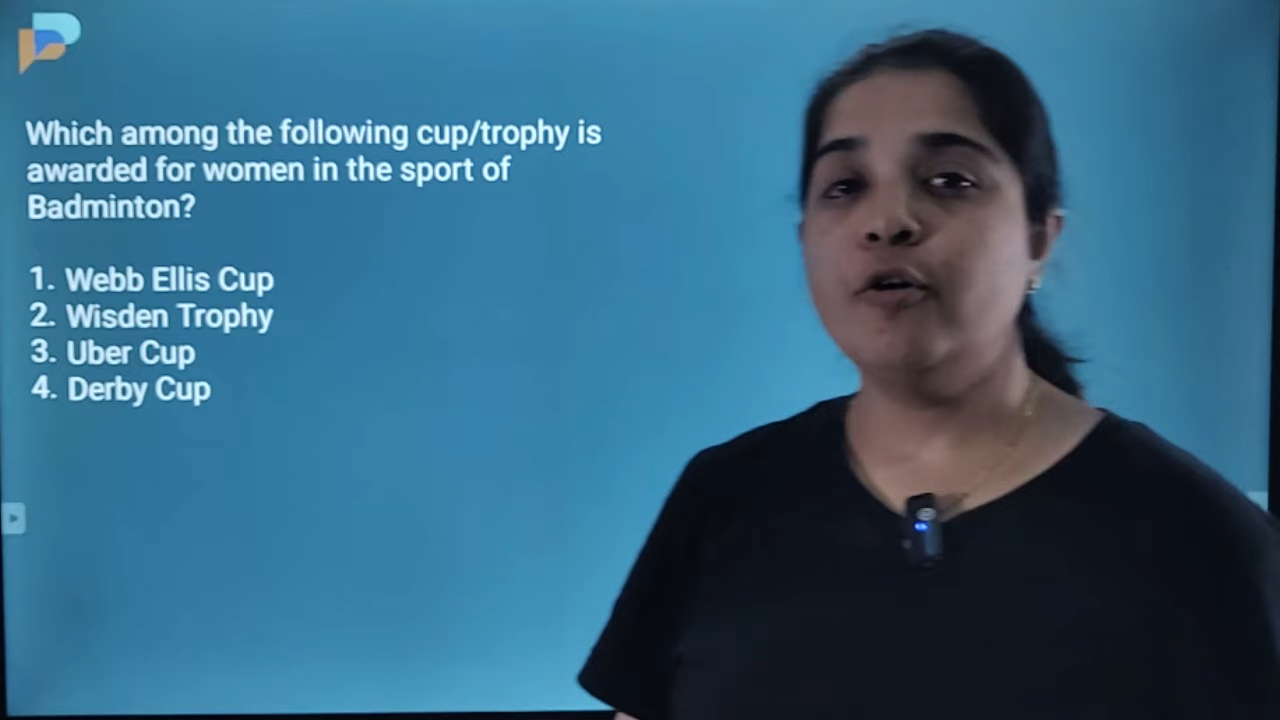 Which among the following cup/trophy is
awarded for women in the sport of
Badminton?
1. Webb Ellis Cup
2. Wisden Trophy
3. Uber Cup
4. Derby Cup